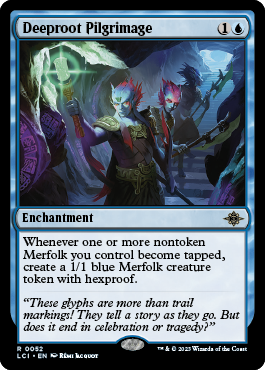 Deeproot Pilgrimage 1
Enchantment
Whenever one or more nontoken
Merfolk you control become tapped,
create a 1/1 blue Merfolk creature
token with hexproof.
“These glyphs are more than trail
markings! They tell a story as they go. But
does it end in celebration or tragedy?”
R 0052
LCI • EN Rémi Jacquot
™ & © 2023 Wizards of the Coast